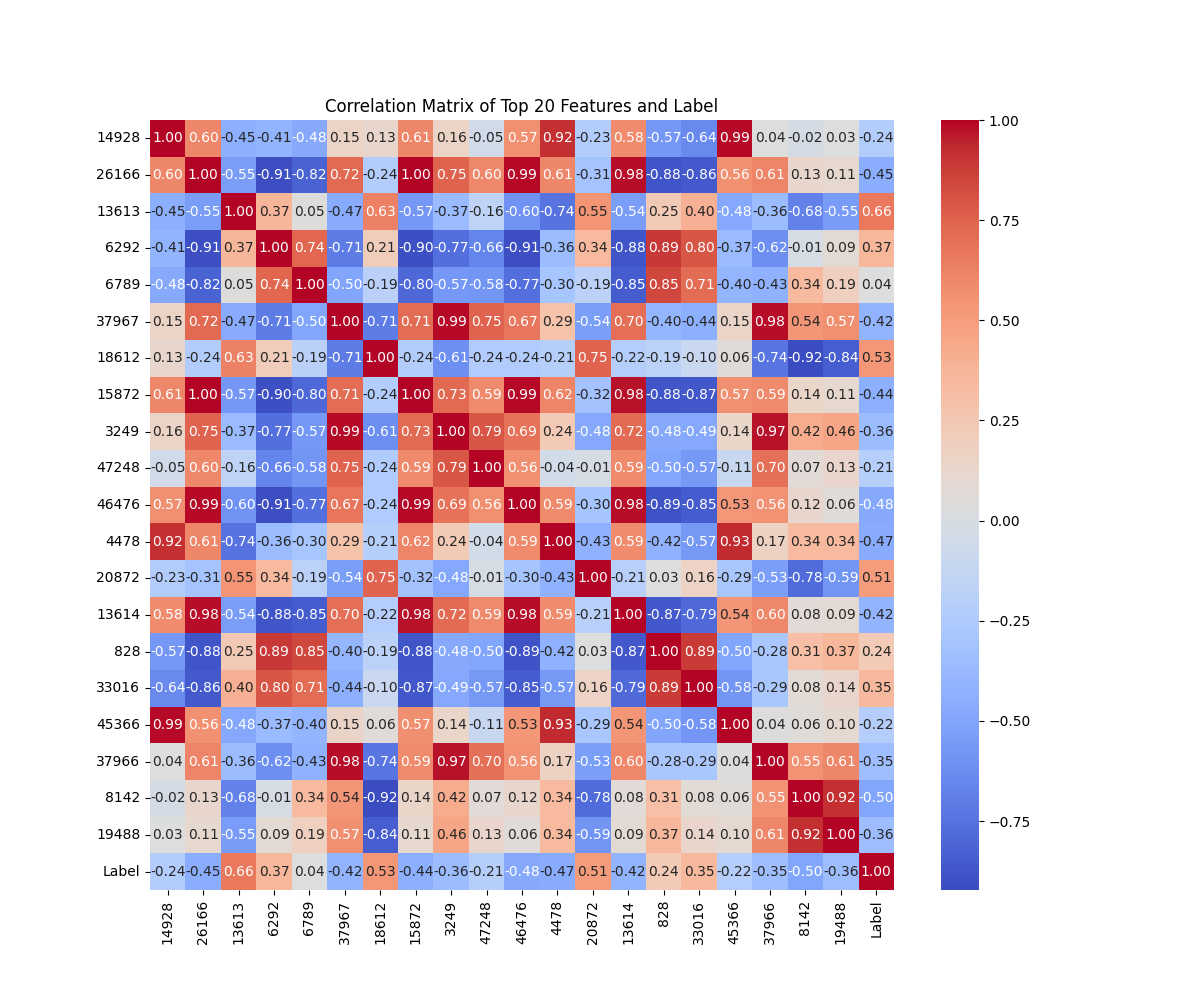 Correlation Matrix of Top 20 Features and Label
14928 1.00 0.60 -0.45 -0.41 -0.48 0.15 0.13 0.61 0.16 -0.05 0.57 0.92 -0.23 0.58 -0.57 -0.64 0.99 0.04 -0.02 0.03 -0.24
26166 0.60 1.00 -0.55 -0.91 -0.82 0.72 -0.24 1.00 0.75 0.60 0.99 0.61 -0.31 0.98 -0.88 -0.86 0.56 0.61 0.13 0.11 -0.45
13613 -0.45 -0.55 1.00 0.37 0.05 -0.47 0.63 -0.57 -0.37 -0.16 -0.60 -0.74 0.55 -0.54 0.25 0.40 -0.48 -0.36 -0.68 -0.55 0.66
6292 -0.41 -0.91 0.37 1.00 0.74 -0.71 0.21 -0.90 -0.77 -0.66 -0.91 -0.36 0.34 -0.88 0.89 0.80 -0.37 -0.62 -0.01 0.09 0.37
6789 -0.48 -0.82 0.05 0.74 1.00 -0.50 -0.19 -0.80 -0.57 -0.58 -0.77 -0.30 -0.19 -0.85 0.85 0.71 -0.40 -0.43 0.34 0.19 0.04
37967 0.15 0.72 -0.47 -0.71 -0.50 1.00 -0.71 0.71 0.99 0.75 0.67 0.29 -0.54 0.70 -0.40 -0.44 0.15 0.98 0.54 0.57 -0.42
18612 0.13 -0.24 0.63 0.21 -0.19 -0.71 1.00 -0.24 -0.61 -0.24 -0.24 -0.21 0.75 -0.22 -0.19 -0.10 0.06 -0.74 -0.92 -0.84 0.53
15872 0.61 1.00 -0.57 -0.90 -0.80 0.71 -0.24 1.00 0.73 0.59 0.99 0.62 -0.32 0.98 -0.88 -0.87 0.57 0.59 0.14 0.11 -0.44
3249 0.16 0.75 -0.37 -0.77 -0.57 0.99 -0.61 0.73 1.00 0.79 0.69 0.24 -0.48 0.72 -0.48 -0.49 0.14 0.97 0.42 0.46 -0.36
47248 -0.05 0.60 -0.16 -0.66 -0.58 0.75 -0.24 0.59 0.79 1.00 0.56 -0.04 -0.01 0.59 -0.50 -0.57 -0.11 0.70 0.07 0.13 -0.21
46476 0.57 0.99 -0.60 -0.91 -0.77 0.67 -0.24 0.99 0.69 0.56 1.00 0.59 -0.30 0.98 -0.89 -0.85 0.53 0.56 0.12 0.06 -0.48
4478 0.92 0.61 -0.74 -0.36 -0.30 0.29 -0.21 0.62 0.24 -0.04 0.59 1.00 -0.43 0.59 -0.42 -0.57 0.93 0.17 0.34 0.34 -0.47
20872 -0.23 -0.31 0.55 0.34 -0.19 -0.54 0.75 -0.32 -0.48 -0.01 -0.30 -0.43 1.00 -0.21 0.03 0.16 -0.29 -0.53 -0.78 -0.59 0.51
13614 0.58 0.98 -0.54 -0.88 -0.85 0.70 -0.22 0.98 0.72 0.59 0.98 0.59 -0.21 1.00 -0.87 -0.79 0.54 0.60 0.08 0.09 -0.42
828 -0.57 -0.88 0.25 0.89 0.85 -0.40 -0.19 -0.88 -0.48 -0.50 -0.89 -0.42 0.03 -0.87 1.00 0.89 -0.50 -0.28 0.31 0.37 0.24
33016 -0.64 -0.86 0.40 0.80 0.71 -0.44 -0.10 -0.87 -0.49 -0.57 -0.85 -0.57 0.16 -0.79 0.89 1.00 -0.58 -0.29 0.08 0.14 0.35
45366 0.99 0.56 -0.48 -0.37 -0.40 0.15 0.06 0.57 0.14 -0.11 0.53 0.93 -0.29 0.54 -0.50 -0.58 1.00 0.04 0.06 0.10 -0.22
37966 0.04 0.61 -0.36 -0.62 -0.43 0.98 -0.74 0.59 0.97 0.70 0.56 0.17 -0.53 0.60 -0.28 -0.29 0.04 1.00 0.55 0.61 -0.35
8142 -0.02 0.13 -0.68 -0.01 0.34 0.54 -0.92 0.14 0.42 0.07 0.12 0.34 -0.78 0.08 0.31 0.08 0.06 0.55 1.00 0.92 -0.50
19488 0.03 0.11 -0.55 0.09 0.19 0.57 -0.84 0.11 0.46 0.13 0.06 0.34 -0.59 0.09 0.37 0.14 0.10 0.61 0.92 1.00 -0.36
Label -0.24 -0.45 0.66 0.37 0.04 -0.42 0.53 -0.44 -0.36 -0.21 -0.48 -0.47 0.51 -0.42 0.24 0.35 -0.22 -0.35 -0.50 -0.36 1.00
14928 26166 13613 6292 6789 37967 18612 15872 3249 47248 46476 4478 20872 13614 828 33016 45366 37966 8142 19488 Label
1.00
0.75
0.50
0.25
0.00
−0.25
−0.50
−0.75